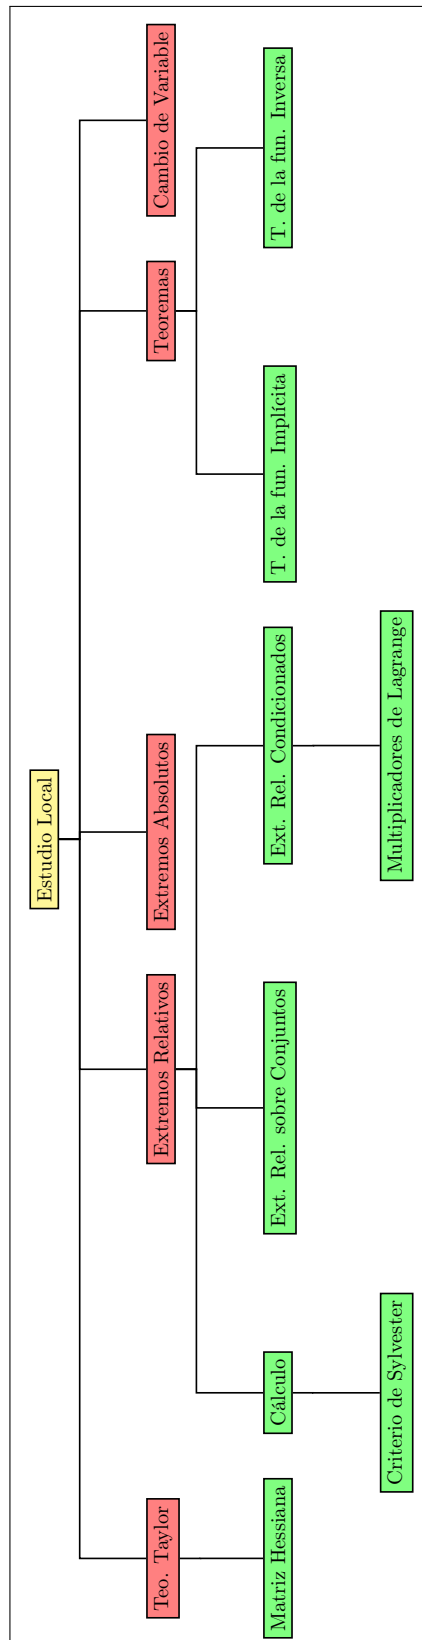 Estudio Local
Teo. Taylor
Extremos Relativos
Extremos Absolutos
Teoremas
Cambio de Variable
Matriz Hessiana
Cálculo
Ext. Rel. sobre Conjuntos
Ext. Rel. Condicionados
T. de la fun. Implícita
T. de la fun. Inversa
Criterio de Sylvester
Multiplicadores de Lagrange